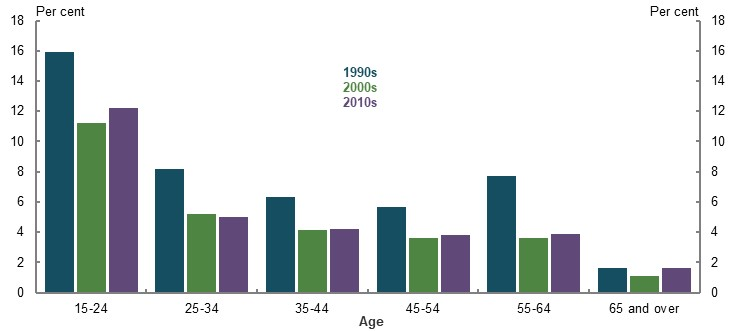 Per cent Per cent
18 18
16 16
14 14
12 12
10 10
8 8
6 6
4 4
2 2
0 0
1990s
2000s
2010s
15-24 25-34 35-44 45-54 55-64 65 and over
Age